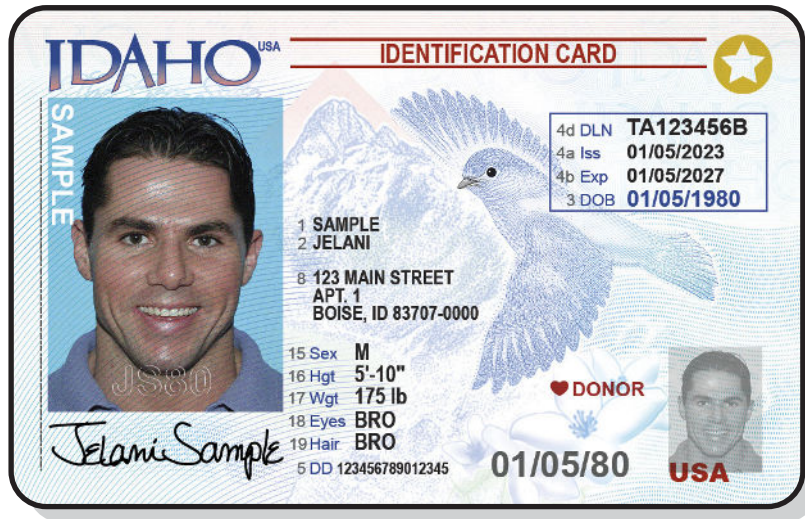 IDAHO USA
IDENTIFICATION CARD
SAMPLE
4d DLN TA123456B
4a Iss 01/05/2023
4b Exp 01/05/2027
3 DOB 01/05/1980
1 SAMPLE
2 JELANI
8 123 MAIN STREET
APT. 1
BOISE, ID 83707-0000
15 Sex M
16 Hgt 5'-10"
17 Wgt 175 lb
18 Eyes BRO
19 Hair BRO
5 DD 123456789012345
JS80
Jelani Sample
DONOR
01/05/80
USA